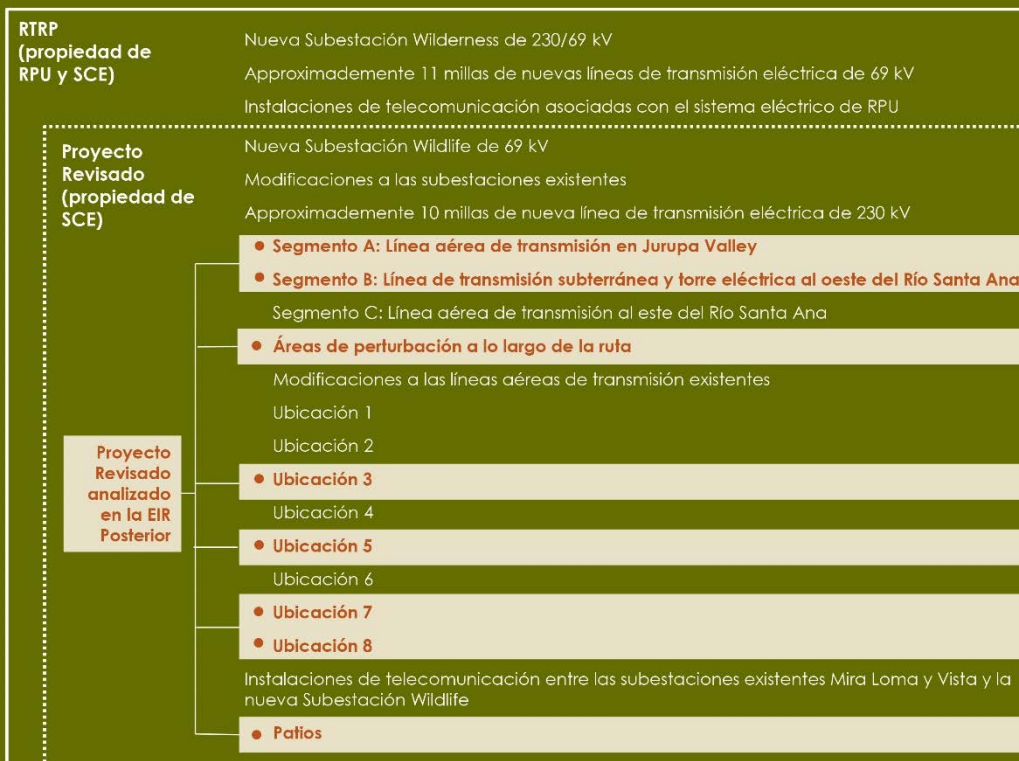 RTRP
(propiedad de
RPU y SCE)
Nueva Subestación Wilderness de 230/69 kV
Approximademente 11 millas de nuevas líneas de transmisión eléctrica de 69 kV
Instalaciones de telecomunicación asociadas con el sistema eléctrico de RPU
Proyecto
Revisado
(propiedad de
SCE)
Nueva Subestación Wildlife de 69 kV
Modificaciones a las subestaciones existentes
Approximademente 10 millas de nueva línea de transmisión eléctrica de 230 kV
• Segmento A: Línea aérea de transmisión en Jurupa Valley
• Segmento B: Línea de transmisión subterránea y torre eléctrica al oeste del Río Santa Ana
Segmento C: Línea aérea de transmisión al este del Río Santa Ana
• Áreas de perturbación a lo largo de la ruta
Modificaciones a las líneas aéreas de transmisión existentes
Ubicación 1
Ubicación 2
Proyecto
Revisado
analizado
en la EIR
Posterior
• Ubicación 3
Ubicación 4
• Ubicación 5
Ubicación 6
• Ubicación 7
• Ubicación 8
Instalaciones de telecomunicación entre las subestaciones existentes Mira Loma y Vista y la
nueva Subestación Wildlife
• Patios